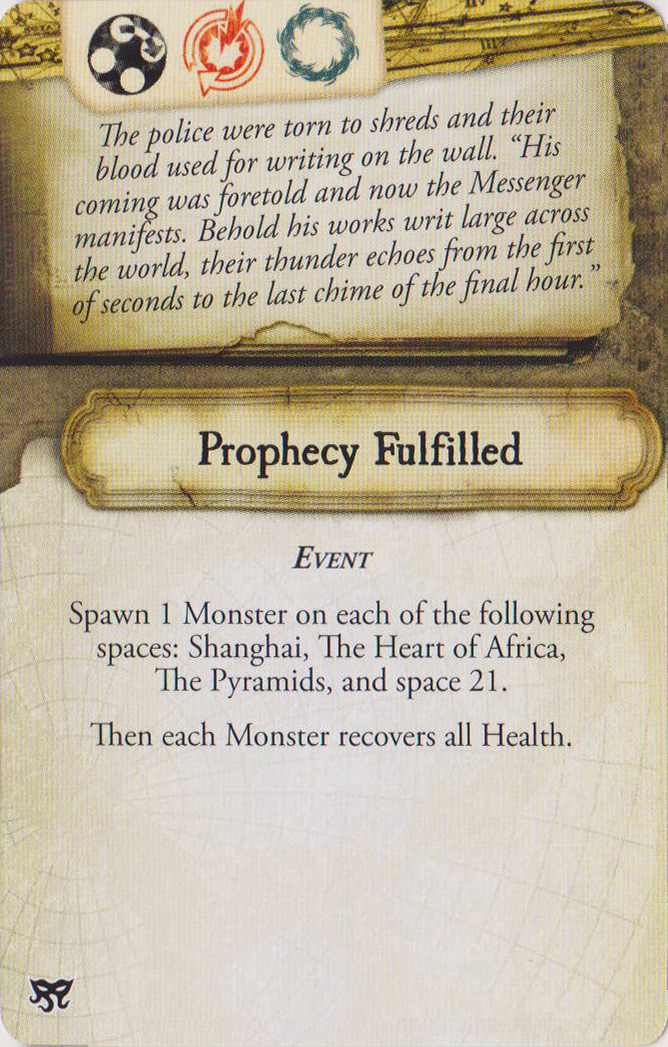 The police were torn to shreds and their
blood used for writing on the wall. “His
coming was foretold and now the Messenger
manifests. Behold his works writ large across
the world, their thunder echoes from the first
of seconds to the last chime of the final hour.”
Prophecy Fulfilled
Event
Spawn 1 Monster on each of the following
spaces: Shanghai, The Heart of Africa,
The Pyramids, and space 21.
Then each Monster recovers all Health.